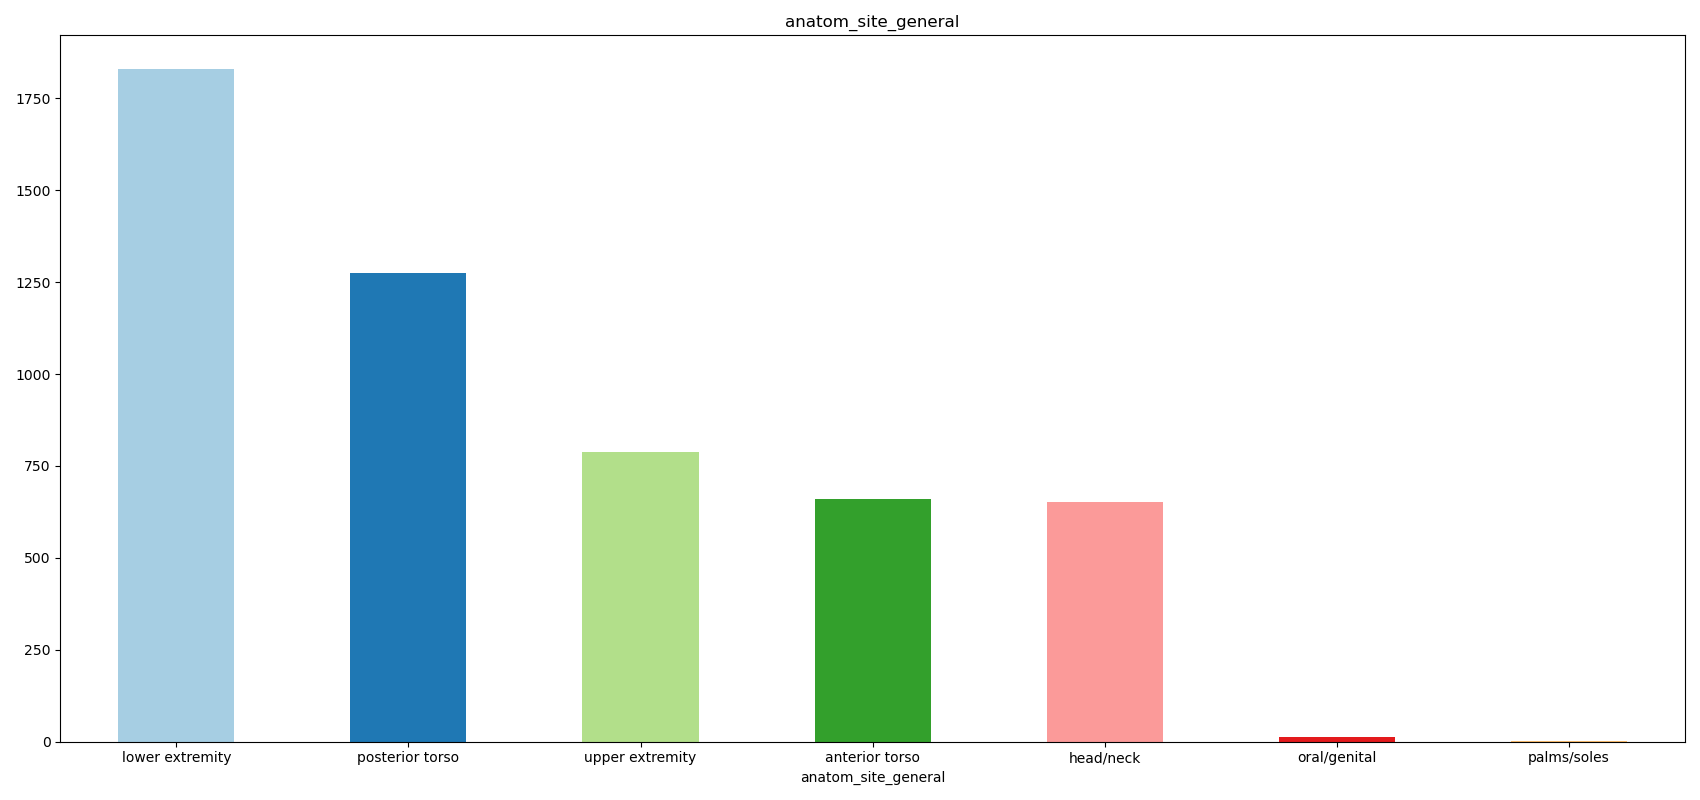 anatom_site_general
1750
1500
1250
1000
750
500
250
0
lower extremity posterior torso upper extremity anterior torso head/neck oral/genital palms/soles
anatom_site_general